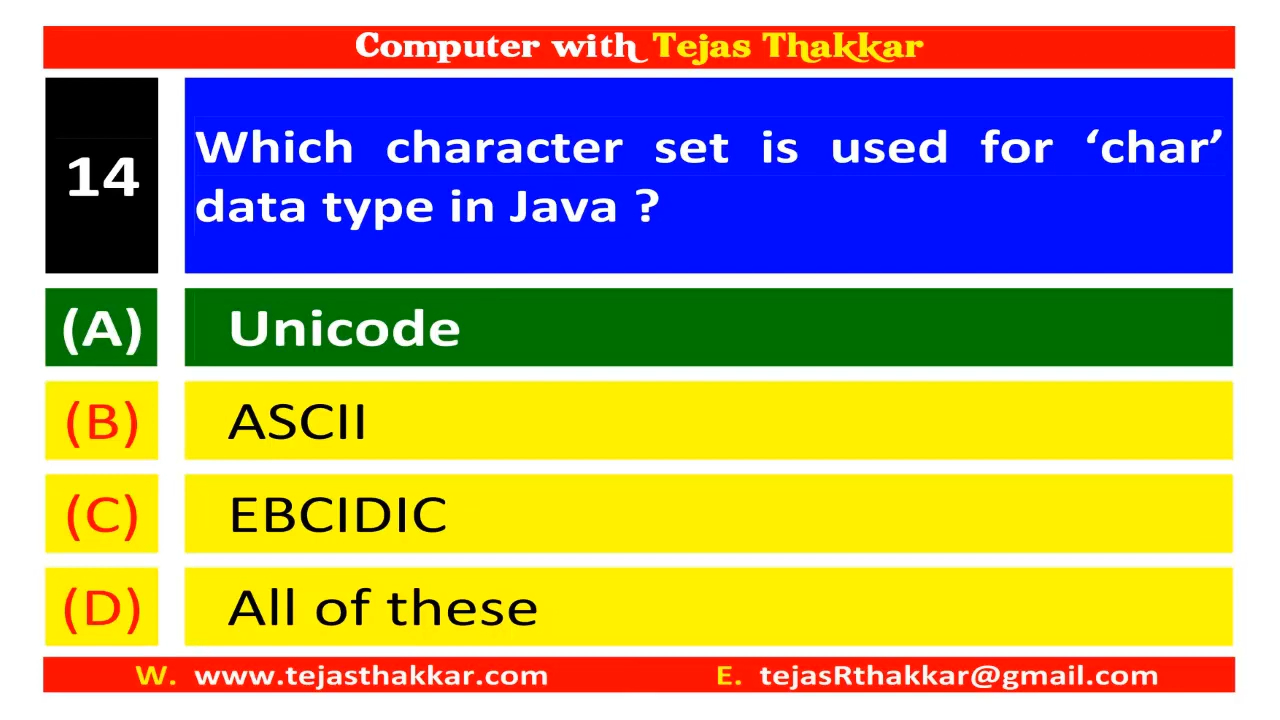 Computer with Tejas Thakkar
14
Which character set is used for ‘char’
data type in Java ?
(A) Unicode
(B) ASCII
(C) EBCIDIC
(D) All of these
W. www.tejasthakkar.com E. tejasRthakkar@gmail.com